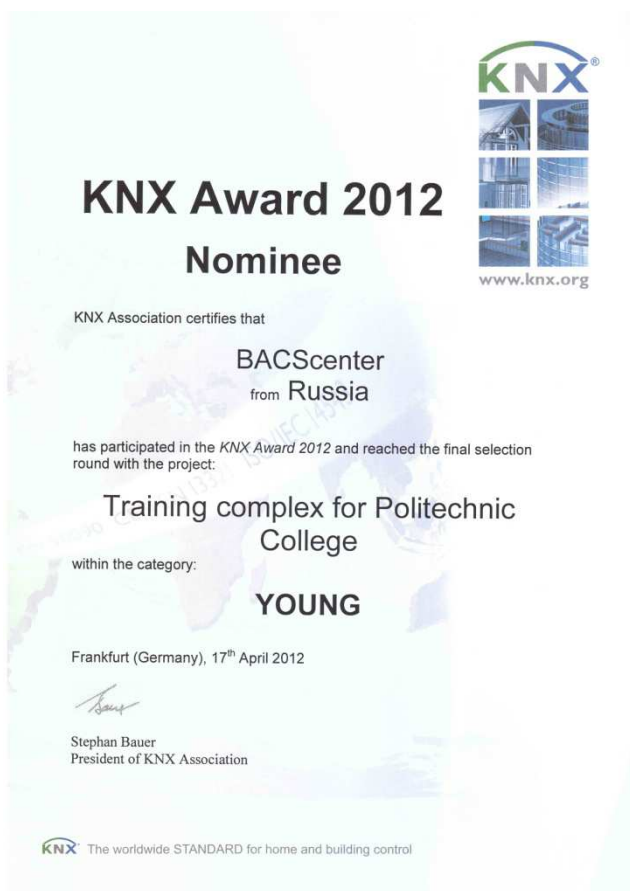 KNX®
www.knx.org
KNX Award 2012
Nominee
KNX Association certifies that
BACScenter
from Russia
has participated in the KNX Award 2012 and reached the final selection
round with the project:
Training complex for Politechnic
College
within the category:
YOUNG
Frankfurt (Germany), 17th April 2012
Stephan Bauer
President of KNX Association
KNX The worldwide STANDARD for home and building control